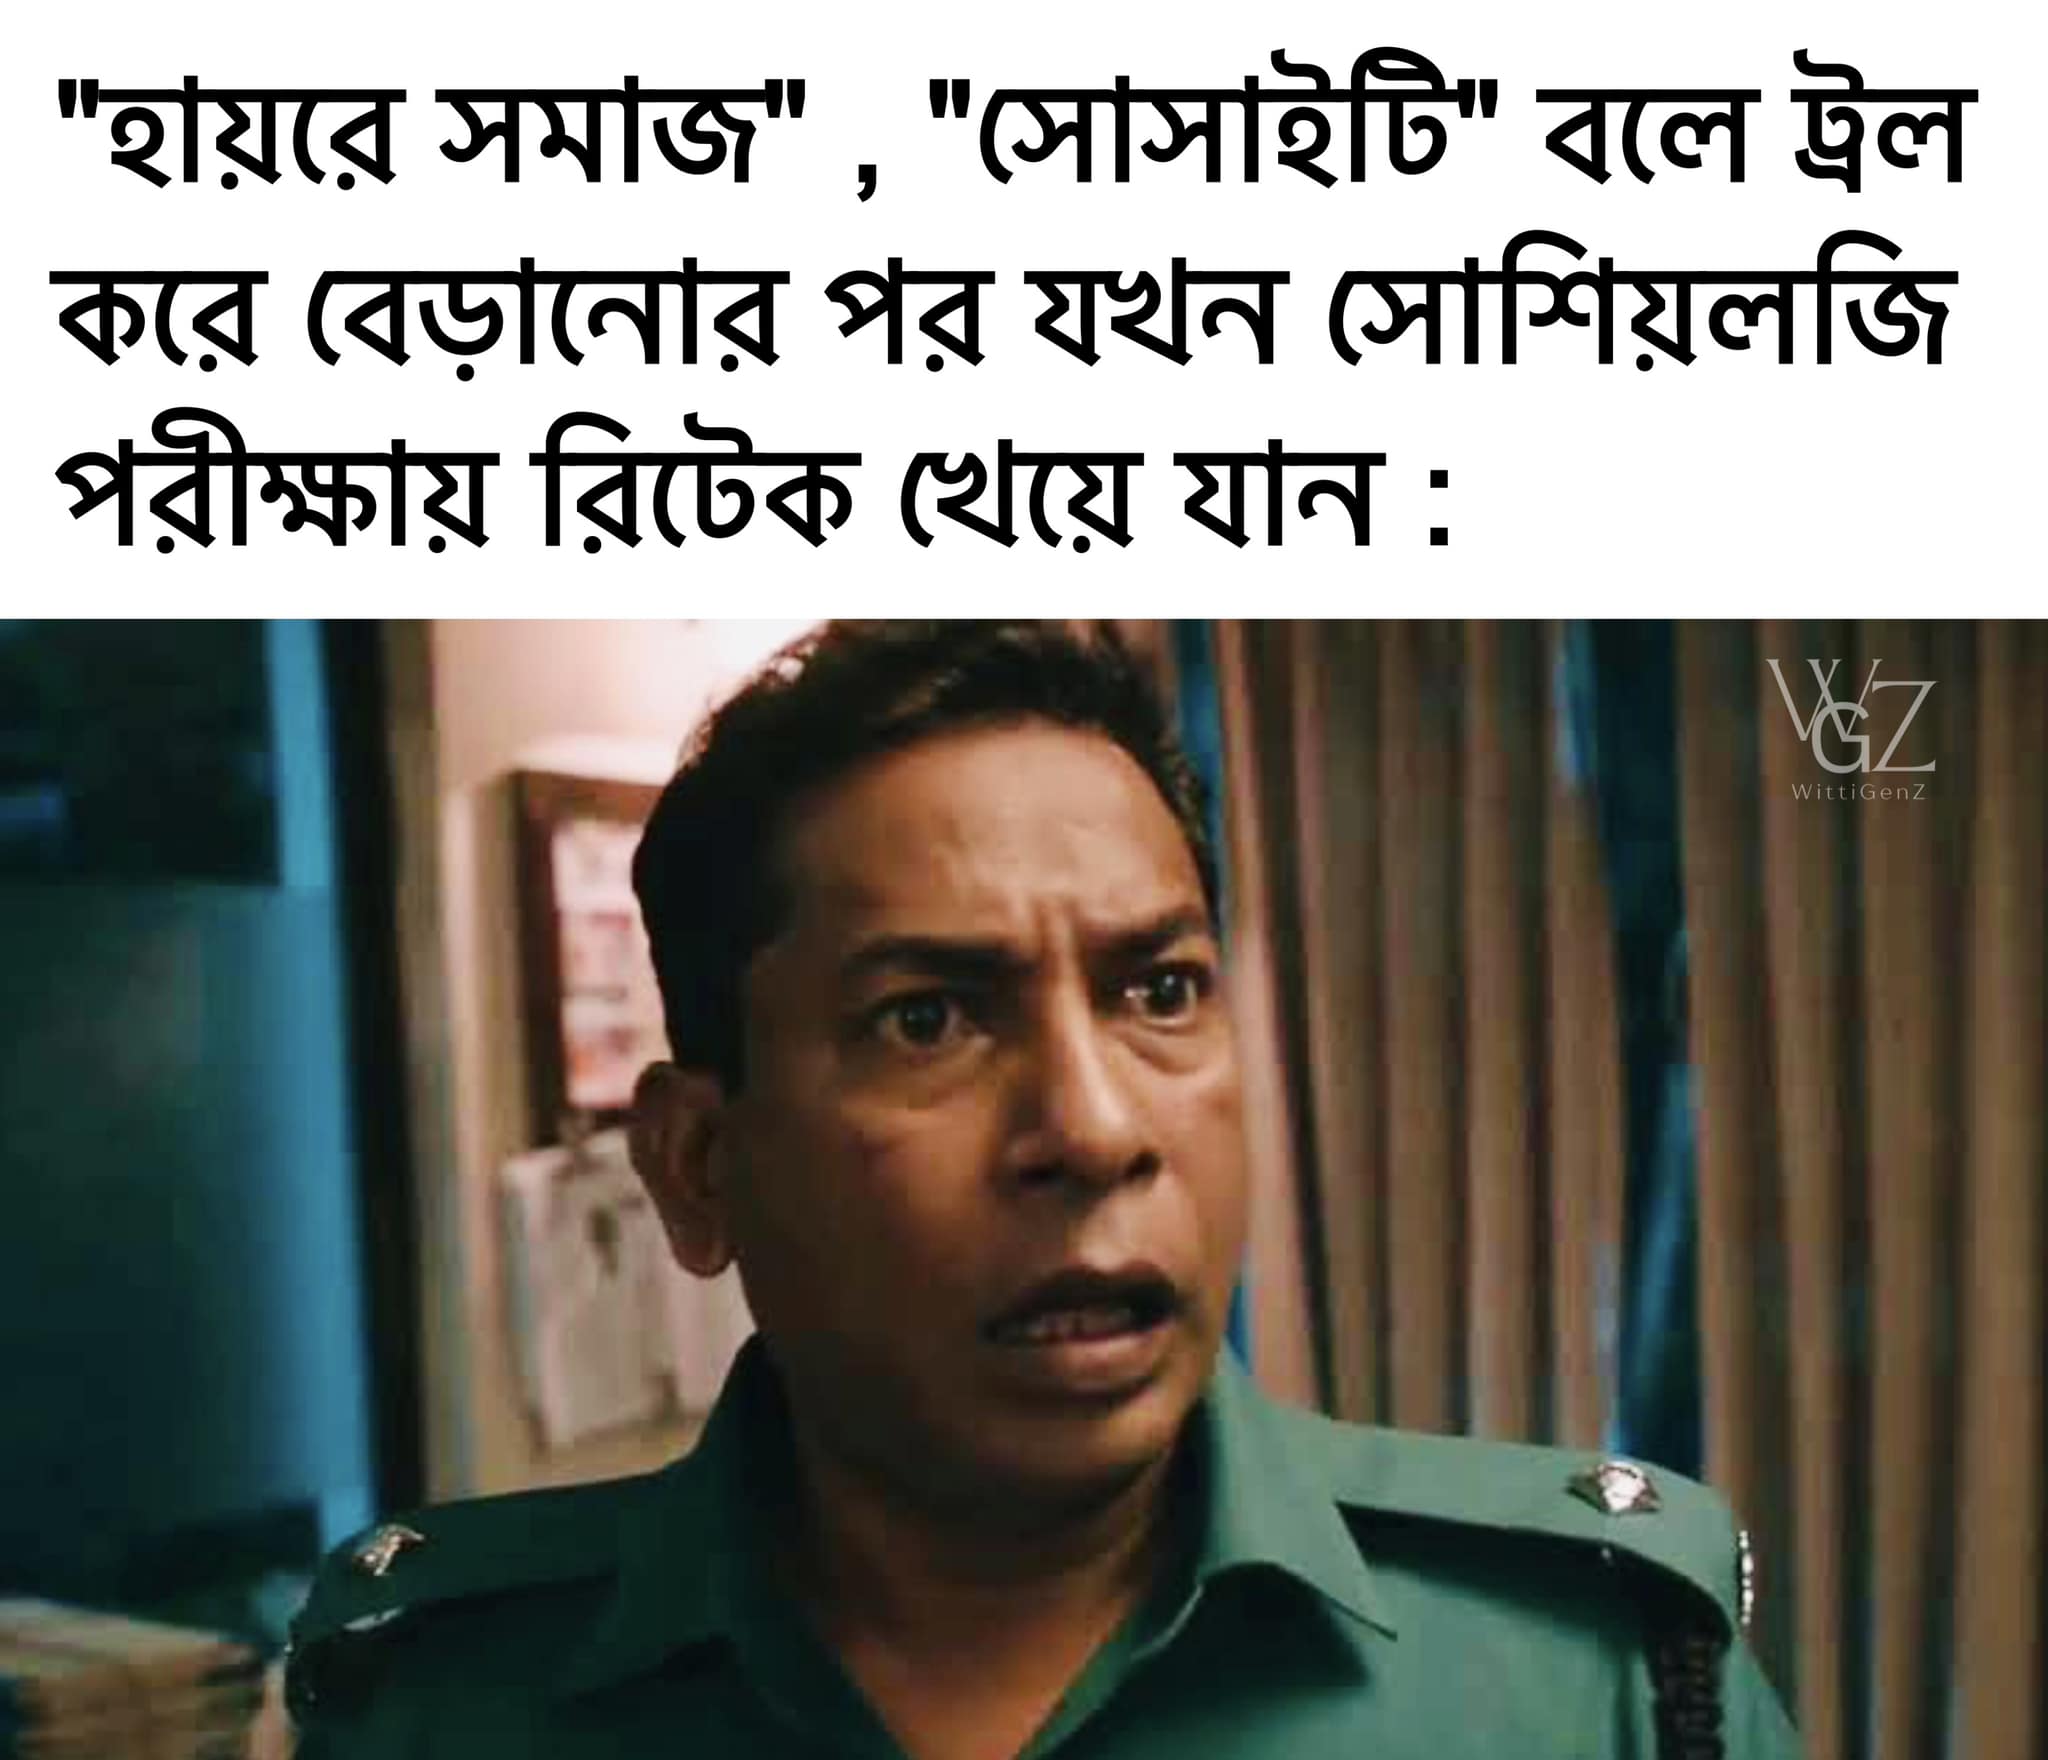 "হায়রে সমাজ" , "সোসাইটি" বলে ট্রল
করে বেড়ানোর পর যখন সোশিয়লজি
পরীক্ষায় রিটেক খেয়ে যান :
WGZ
WittiGenZ